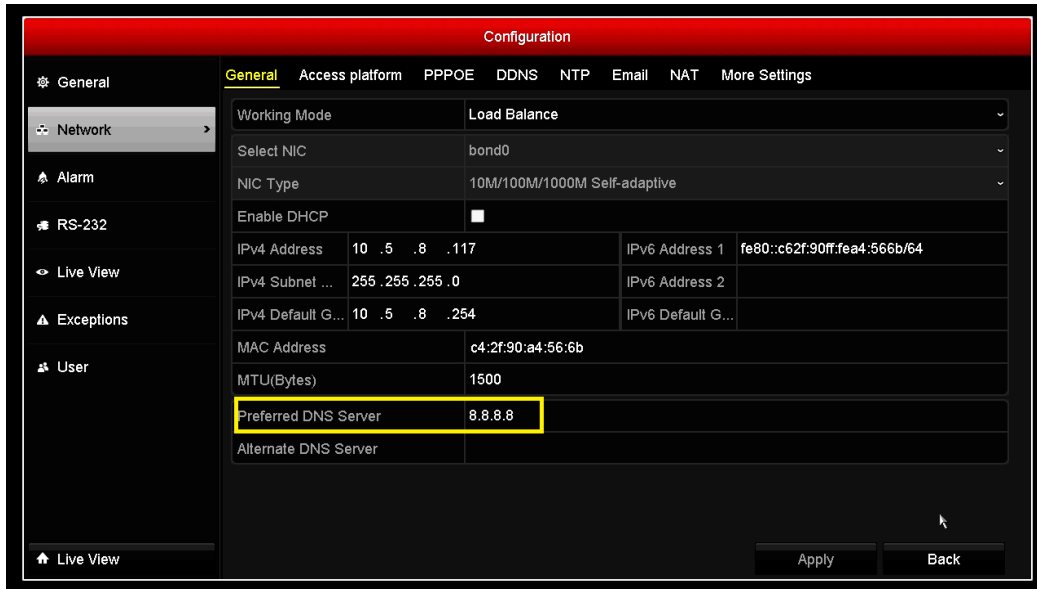 Configuration
General
Network
Alarm
RS-232
Live View
Exceptions
User
Live View
General Access platform PPPOE DDNS NTP Email NAT More Settings
Working Mode Load Balance
Select NIC bond0
NIC Type 10M/100M/1000M Self-adaptive
Enable DHCP
IPv4 Address 10 .5 .8 .117 IPv6 Address 1 fe80::c62f:90ff:fea4:566b/64
IPv4 Subnet ... 255.255.255.0 IPv6 Address 2
IPv4 Default G... 10 .5 .8 .254 IPv6 Default G...
MAC Address c4:2f:90:a4:56:6b
MTU(Bytes) 1500
Preferred DNS Server 8.8.8.8
Alternate DNS Server
Apply Back